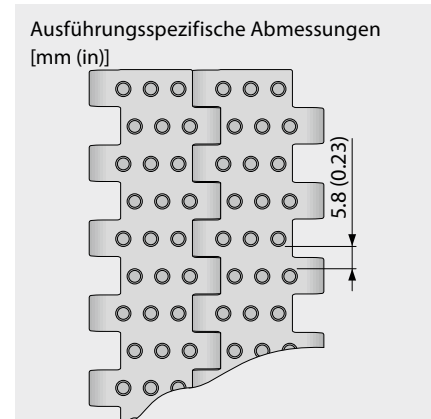 Ausführungsspezifische Abmessungen
[mm (in)]
5.8 (0.23)